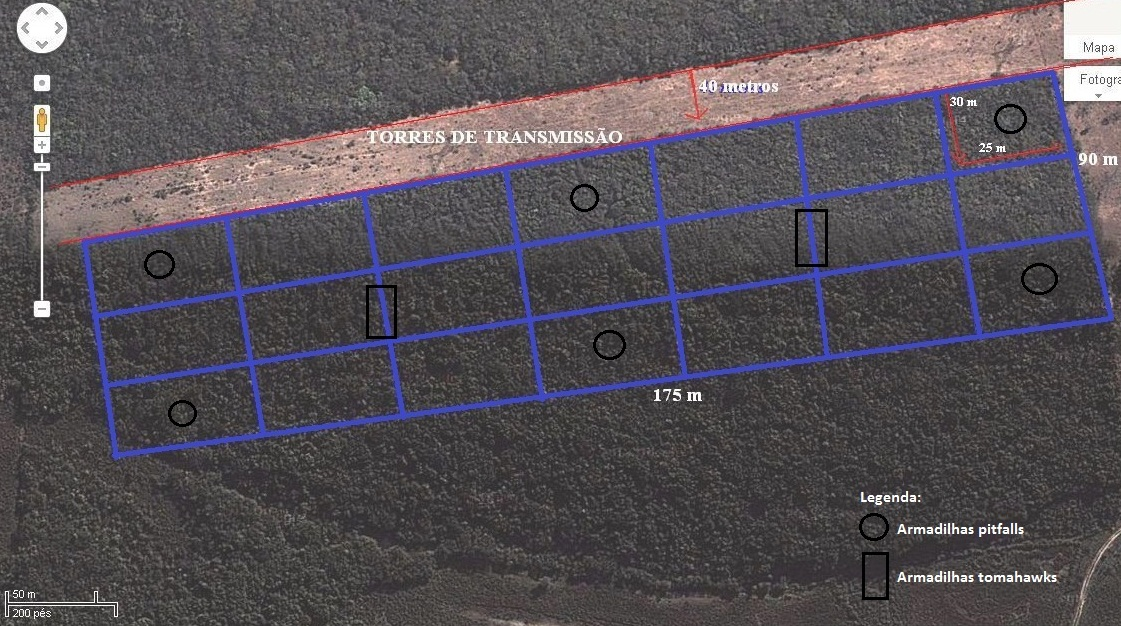 Mapa
Fotogra
40 metros
TORRES DE TRANSMISSÃO
30 m
25 m
90 m
175 m
Legenda:
Armadilhas pitfalls
Armadilhas tomahawks
50 m
200 pés